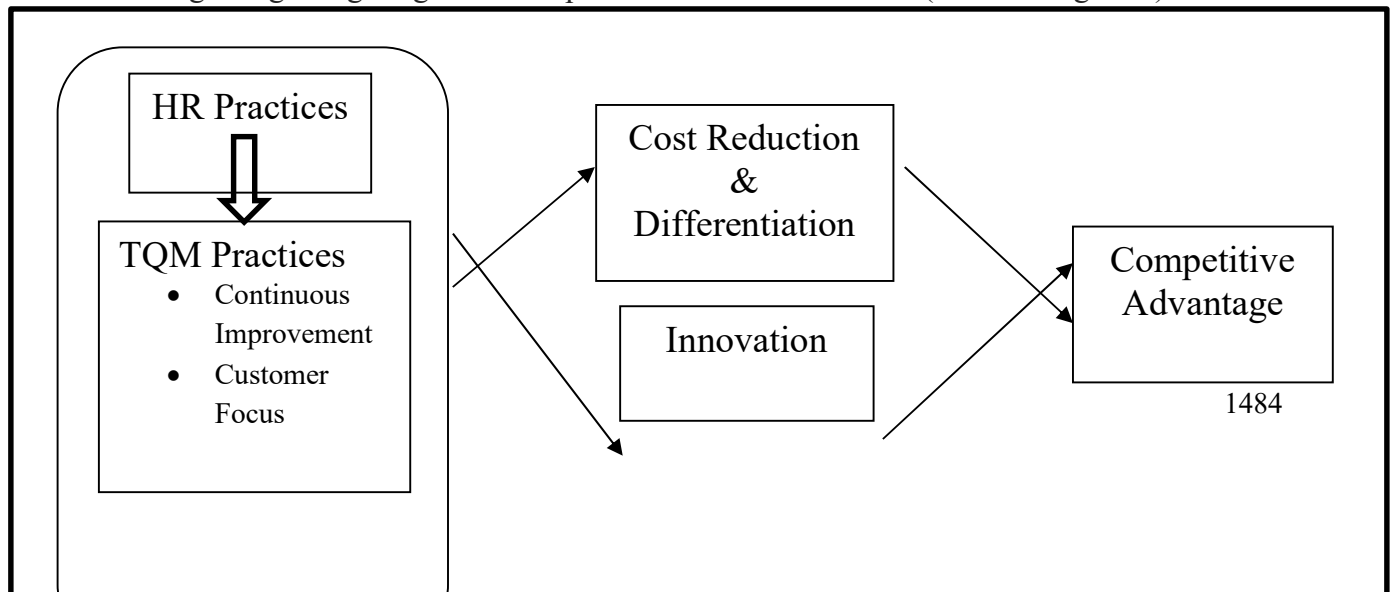 HR Practices
TQM Practices
• Continuous
Improvement
• Customer
Focus
Cost Reduction
&
Differentiation
Innovation
Competitive
Advantage
1484